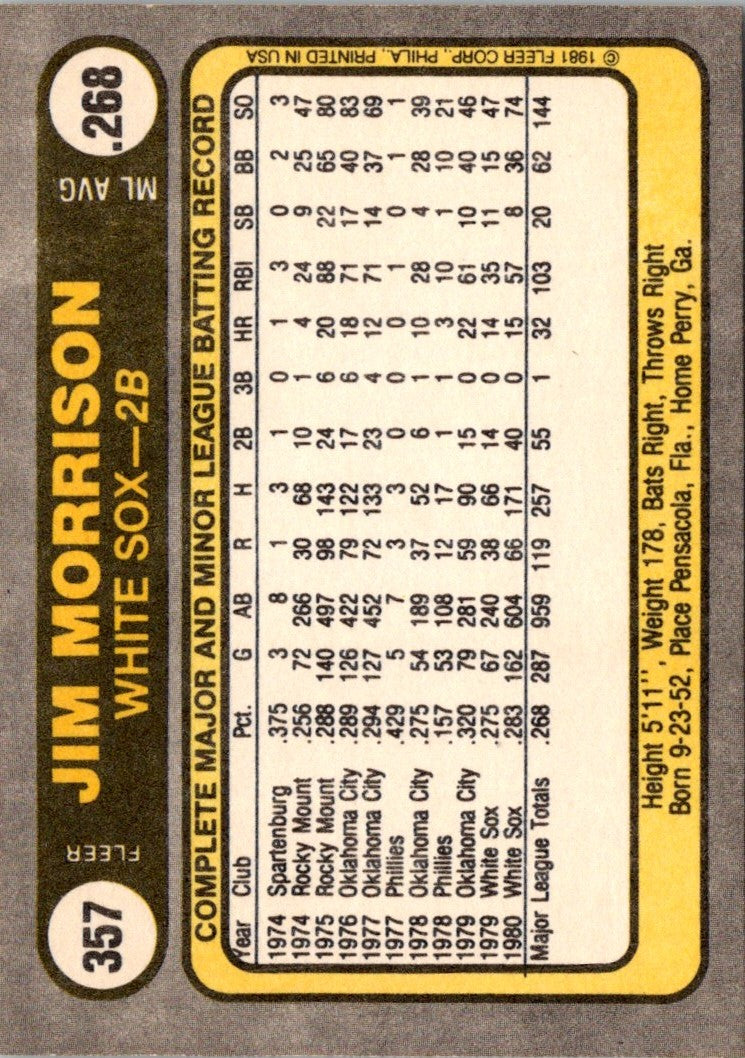 357 FLEER JIM MORRISON ML AVG .268
WHITE SOX—2B
COMPLETE MAJOR AND MINOR LEAGUE BATTING RECORD
Year Club Pct. G AB R H 2B 3B HR RBI SB BB SO
1974 Spartenburg .375 3 8 1 3 1 0 1 3 0 2 3
1974 Rocky Mount .256 72 266 30 68 10 1 4 24 9 25 47
1975 Rocky Mount .288 140 497 98 143 24 6 20 88 22 65 80
1976 Oklahoma City .289 126 422 79 122 17 6 18 71 17 40 83
1977 Oklahoma City .294 127 452 72 133 23 4 12 71 14 37 69
1977 Phillies .429 5 7 3 3 0 0 0 1 0 1 1
1978 Oklahoma City .275 54 189 37 52 6 1 10 28 4 28 39
1978 Phillies .157 53 108 12 17 1 1 3 10 1 10 21
1979 Oklahoma City .320 79 281 59 90 15 0 22 61 10 40 46
1979 White Sox .275 67 240 38 66 14 0 14 35 11 15 47
1980 White Sox .283 162 604 66 171 40 0 15 57 8 36 74
Major League Totals .268 287 959 119 257 55 1 32 103 20 62 144
Height 5'11'', Weight 178, Bats Right, Throws Right
Born 9-23-52, Place Pensacola, Fla., Home Perry, Ga.
© 1981 FLEER CORP., PHILA., PRINTED IN USA